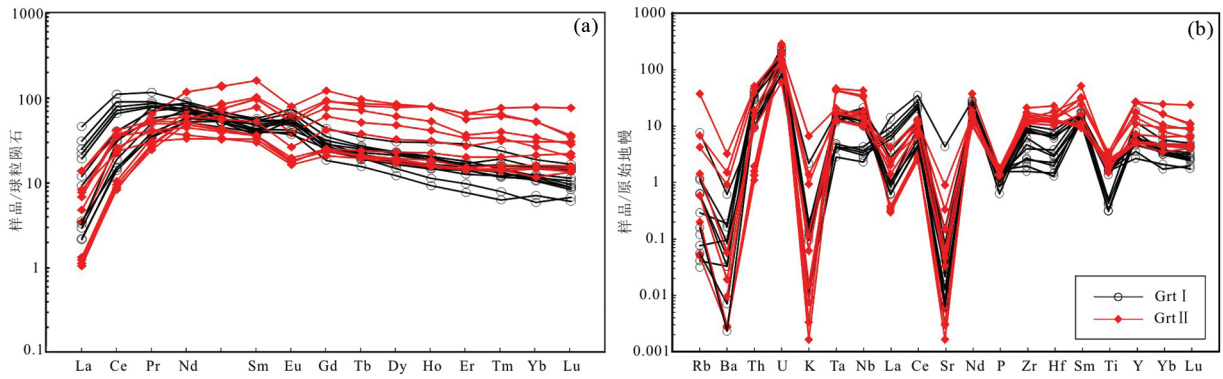 1000
100
10
1
0.1
样品/球粒陨石
(a)
La Ce Pr Nd Sm Eu Gd Tb Dy Ho Er Tm Yb Lu
1000
100
10
1
0.1
0.01
0.001
样品/原始地幔
(b)
Grt Ⅰ
Grt Ⅱ
Rb Ba Th U K Ta Nb La Ce Sr Nd P Zr Hf Sm Ti Y Yb Lu